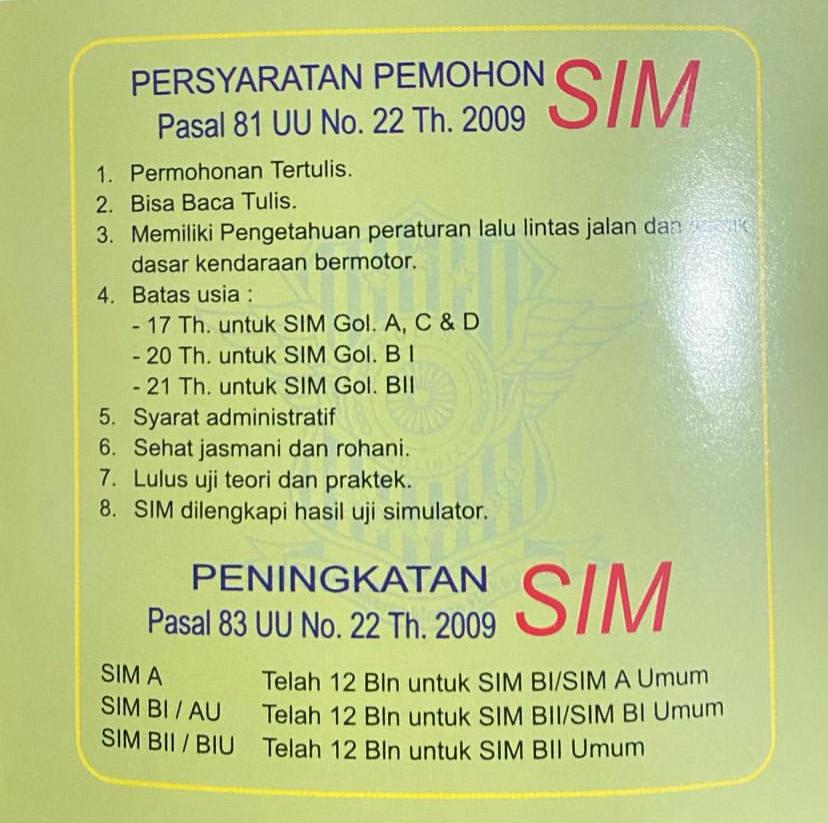 PERSYARATAN PEMOHON SIM
Pasal 81 UU No. 22 Th. 2009
1. Permohonan Tertulis.
2. Bisa Baca Tulis.
3. Memiliki Pengetahuan peraturan lalu lintas jalan dan
dasar kendaraan bermotor.
4. Batas usia :
- 17 Th. untuk SIM Gol. A, C & D
- 20 Th. untuk SIM Gol. B I
- 21 Th. untuk SIM Gol. BII
5. Syarat administratif
6. Sehat jasmani dan rohani.
7. Lulus uji teori dan praktek.
8. SIM dilengkapi hasil uji simulator.
PENINGKATAN SIM
Pasal 83 UU No. 22 Th. 2009
SIM A Telah 12 Bln untuk SIM BI/SIM A Umum
SIM BI / AU Telah 12 Bln untuk SIM BII/SIM BI Umum
SIM BII / BIU Telah 12 Bln untuk SIM BII Umum